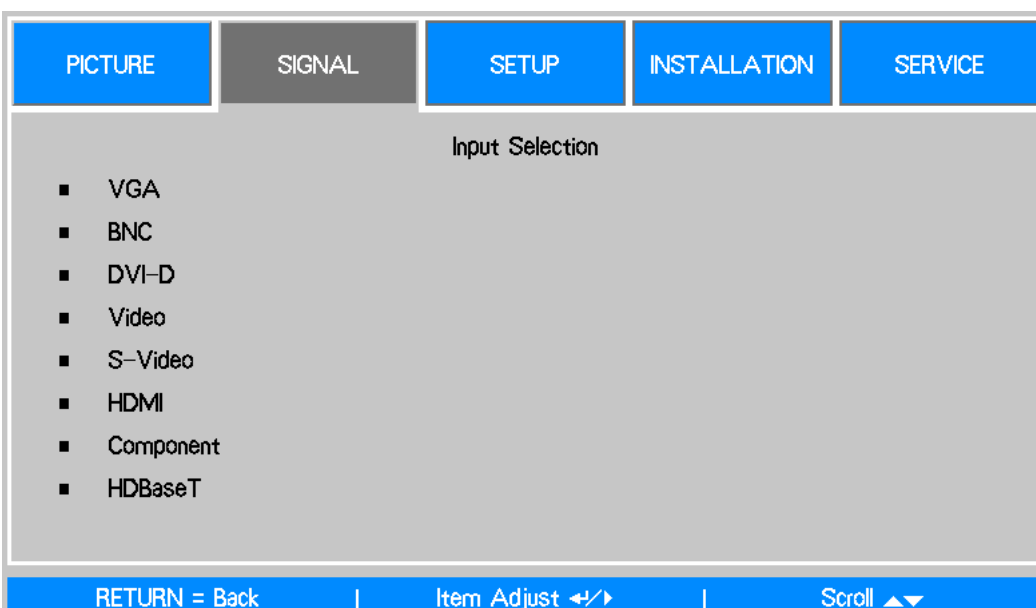 PICTURE SIGNAL SETUP INSTALLATION SERVICE
Input Selection
VGA
BNC
DVI-D
Video
S-Video
HDMI
Component
HDBaseT
RETURN = Back | Item Adjust ↵/▶ | Scroll ▲▼